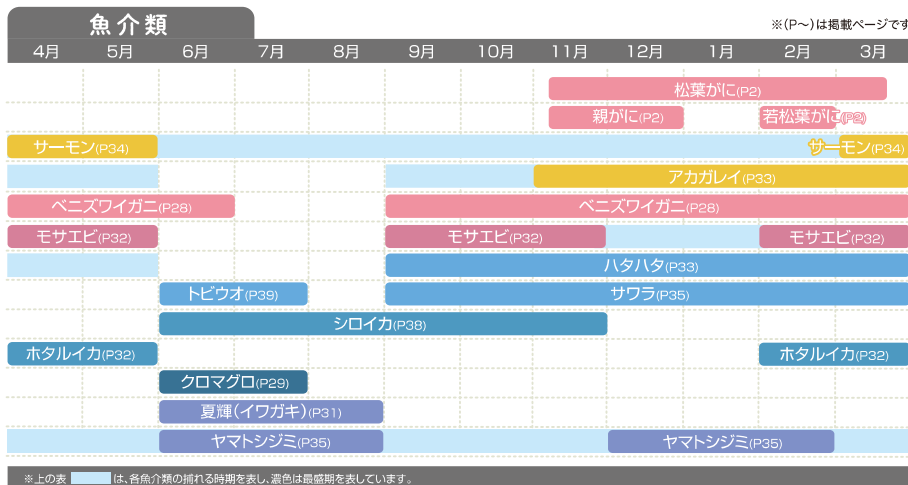 魚介類
※(P～)は掲載ページです
4月 5月 6月 7月 8月 9月 10月 11月 12月 1月 2月 3月
松葉がに(P2)
親がに(P2) 若松葉がに(P2)
サーモン(P34) サーモン(P34)
アカガレイ(P33)
ベニズワイガニ(P28) ベニズワイガニ(P28)
モサエビ(P32) モサエビ(P32) モサエビ(P32)
ハタハタ(P33)
トビウオ(P39) サワラ(P35)
シロイカ(P38)
ホタルイカ(P32) ホタルイカ(P32)
クロマグロ(P29)
夏輝(イワガキ)(P31)
ヤマトシジミ(P35) ヤマトシジミ(P35)
※上の表 は、各魚介類の捕れる時期を表し、濃色は最盛期を表しています。